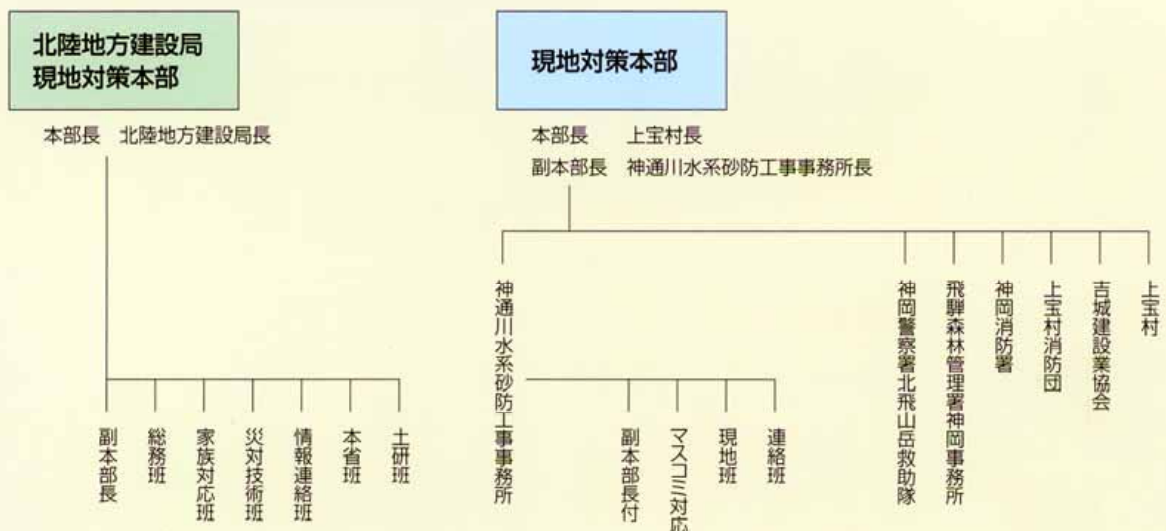 北陸地方建設局
現地対策本部
本部長 北陸地方建設局長
副本部長
総務班
家族対応班
災対技術班
情報連絡班
本省班
土研班
現地対策本部
本部長 上宝村長
副本部長 神通川水系砂防工事事務所長
神通川水系砂防工事事務所
副本部長付
マスコミ対応
現地班
連絡班
神岡警察署北飛山岳救助隊
飛騨森林管理署神岡事務所
神岡消防署
上宝村消防団
吉城建設業協会
上宝村